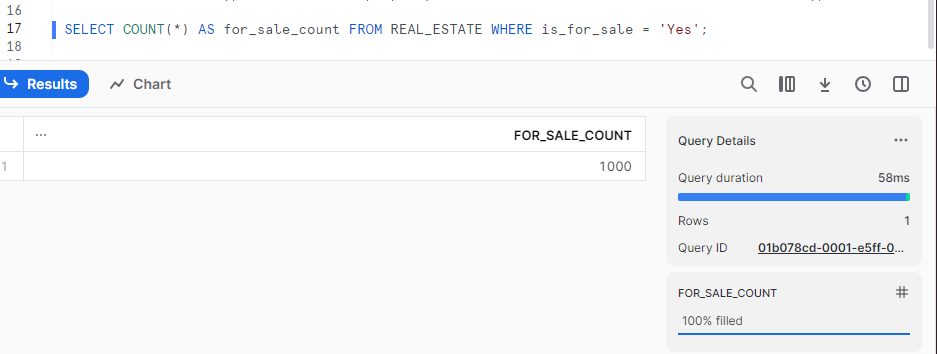 16
17 SELECT COUNT(*) AS for_sale_count FROM REAL_ESTATE WHERE is_for_sale = 'Yes';
18
Results
Chart
... FOR_SALE_COUNT
1 1000
Query Details ...
Query duration 58ms
Rows 1
Query ID 01b078cd-0001-e5ff-0...
FOR_SALE_COUNT #
100% filled